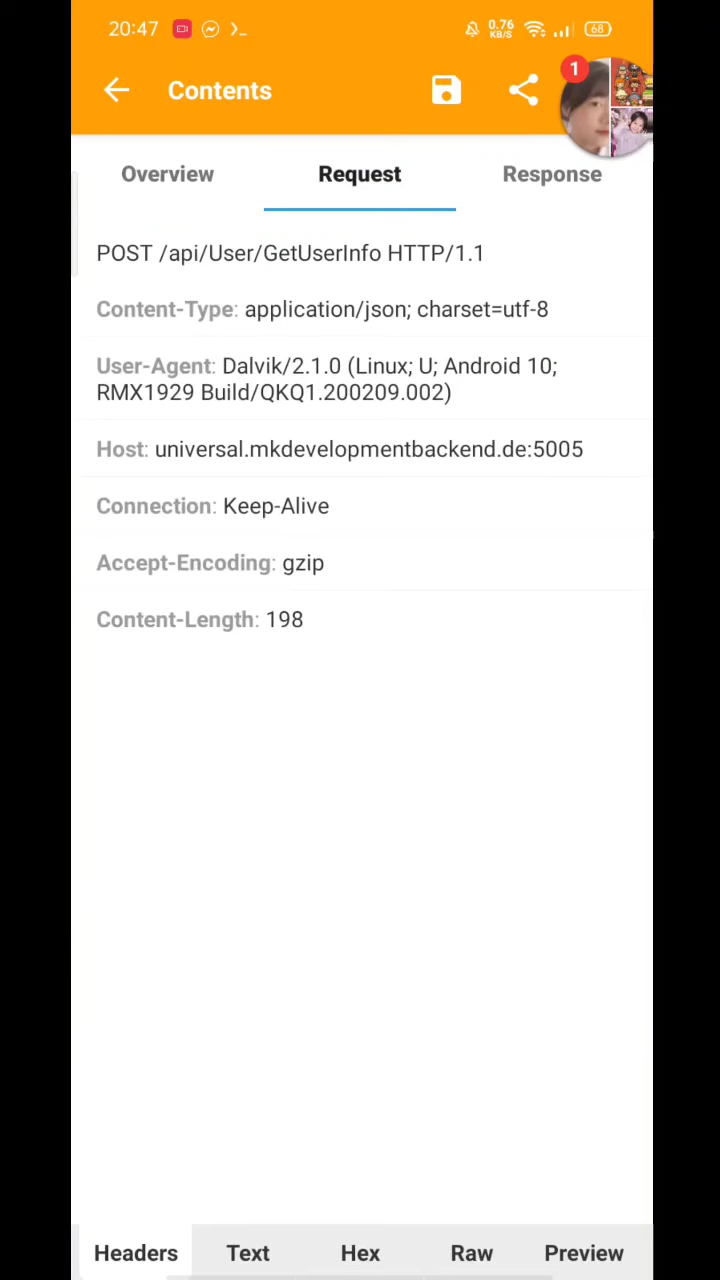 20:47 0.76 KB/S 68
Contents
1
Overview Request Response
POST /api/User/GetUserInfo HTTP/1.1
Content-Type: application/json; charset=utf-8
User-Agent: Dalvik/2.1.0 (Linux; U; Android 10;
RMX1929 Build/QKQ1.200209.002)
Host: universal.mkdevelopmentbackend.de:5005
Connection: Keep-Alive
Accept-Encoding: gzip
Content-Length: 198
Headers Text Hex Raw Preview